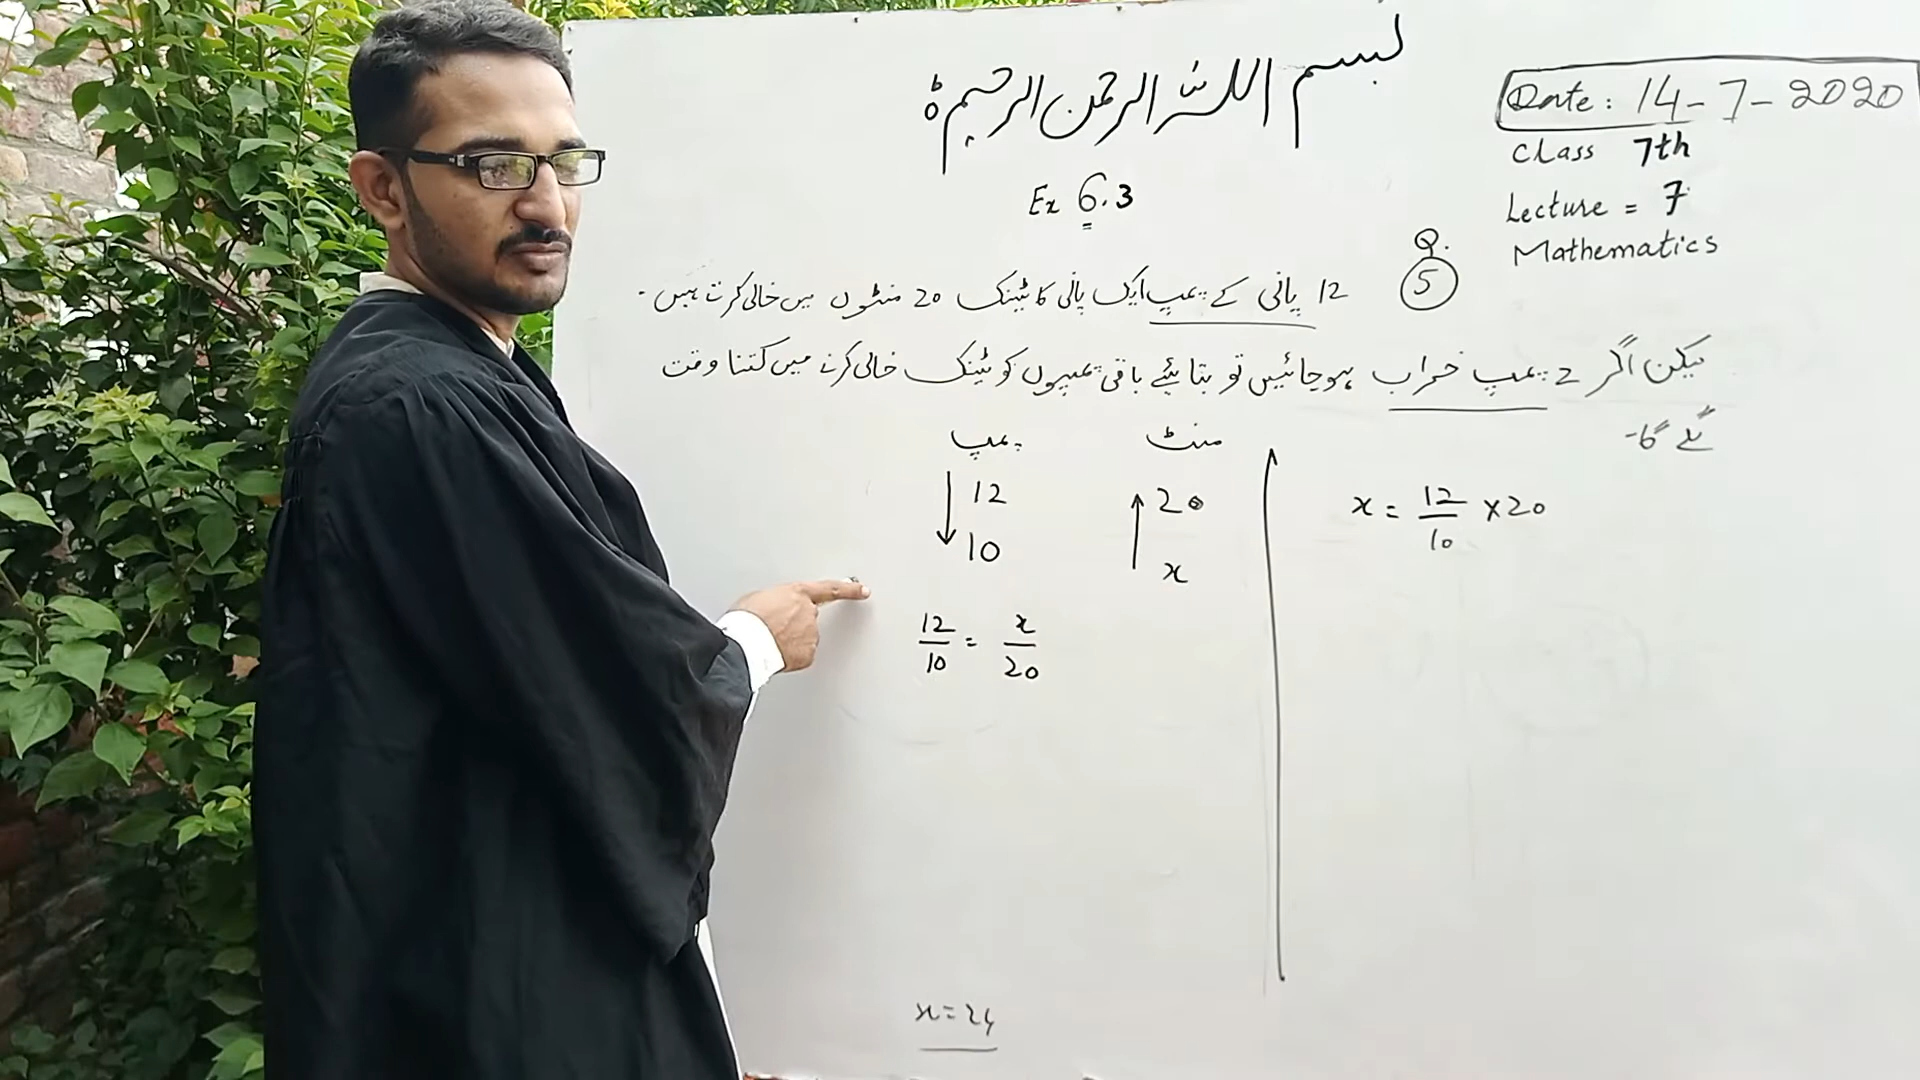 بسم اللہ الرحمن الرحیم
Date: 14-7-2020
Class 7th
Lecture = 7
Mathematics
Ex 6.3
Q. 5
12 پانی کے پمپ ایک پانی کا ٹینک 20 منٹوں میں خالی کرتے ہیں۔
لیکن اگر 2 پمپ خراب ہوجائیں تو بتایئے باقی پمپوں کو ٹینک خالی کرنے میں کتنا وقت
لگے گا۔
پمپ منٹ
↓ 12 ↑ 20
10 x
12/10 = x/20
x = 12/10 × 20
x = 24